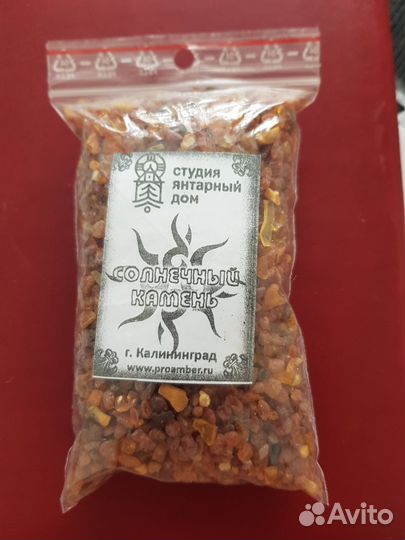 студия
янтарный
дом
СОЛНЕЧНЫЙ
КАМЕНЬ
г. Калининград
www.proamber.ru
Avito